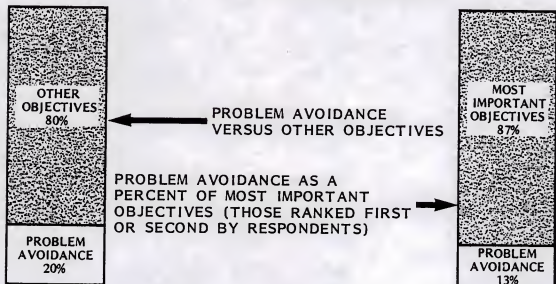 OTHER
OBJECTIVES
80%
PROBLEM
AVOIDANCE
20%
PROBLEM AVOIDANCE
VERSUS OTHER OBJECTIVES
PROBLEM AVOIDANCE AS A
PERCENT OF MOST IMPORTANT
OBJECTIVES (THOSE RANKED FIRST
OR SECOND BY RESPONDENTS)
MOST
IMPORTANT
OBJECTIVES
87%
PROBLEM
AVOIDANCE
13%